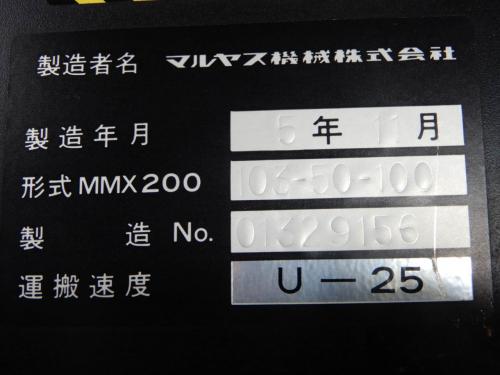 製造者名 マルヤス機械株式会社
製造年月 5年11月
形式MMX200 103-50-100
製造 No. 01329156
運搬速度 U－25